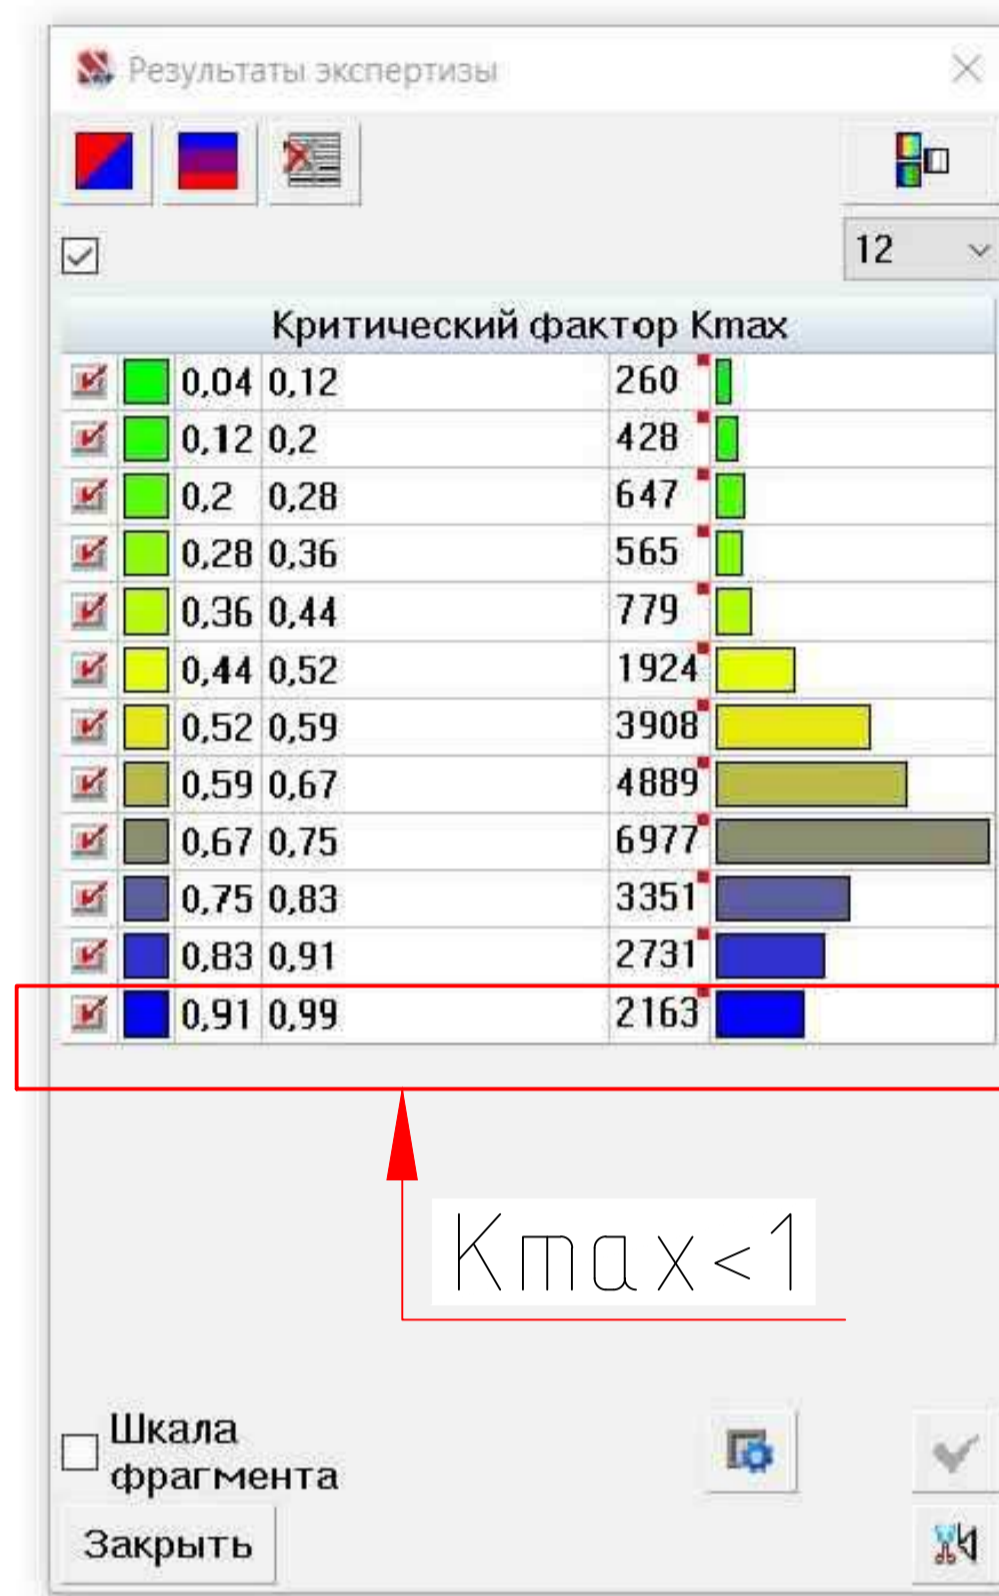 Результаты экспертизы
12
Критический фактор Kmax
0,04 0,12 260
0,12 0,2 428
0,2 0,28 647
0,28 0,36 565
0,36 0,44 779
0,44 0,52 1924
0,52 0,59 3908
0,59 0,67 4889
0,67 0,75 6977
0,75 0,83 3351
0,83 0,91 2731
0,91 0,99 2163
Kmax<1
Шкала
фрагмента
Закрыть